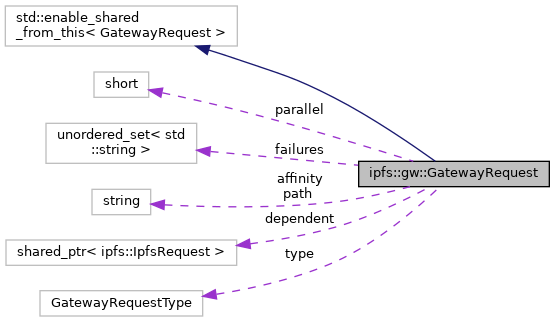 std::enable_shared
_from_this< GatewayRequest >
short
parallel
unordered_set< std
::string >
failures
ipfs::gw::GatewayRequest
affinity
path
string
dependent
shared_ptr< ipfs::IpfsRequest >
type
GatewayRequestType